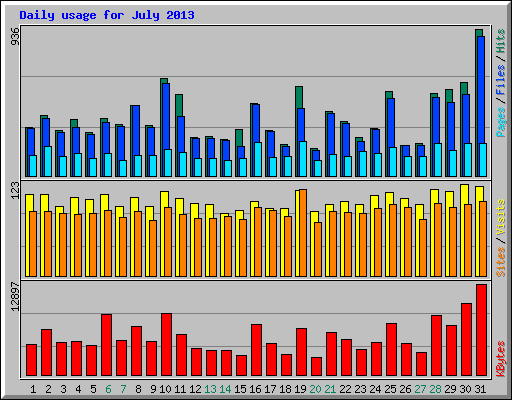 Daily usage for July 2013
936
Pages / Files / Hits
123
Sites / Visits
12897
KBytes
1 2 3 4 5 6 7 8 9 10 11 12 13 14 15 16 17 18 19 20 21 22 23 24 25 26 27 28 29 30 31